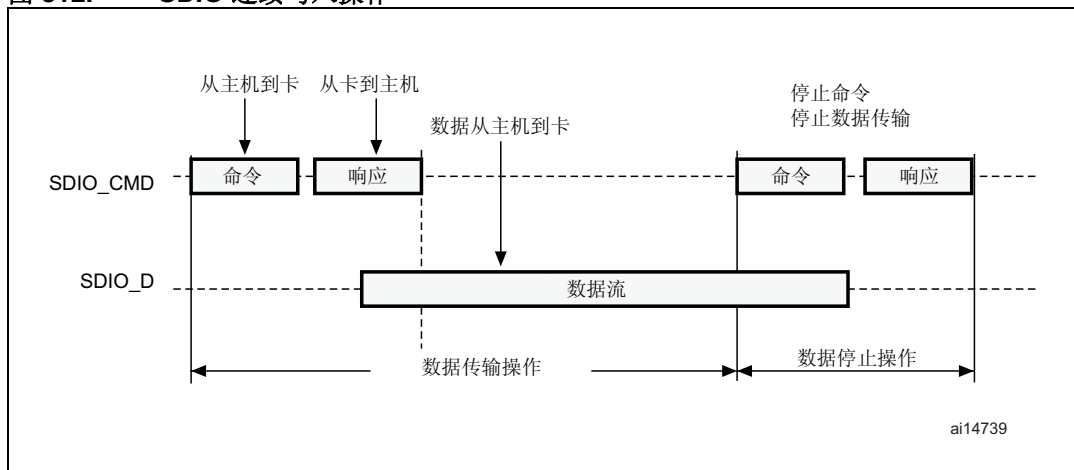 从主机到卡 从卡到主机
停止命令
停止数据传输
数据从主机到卡
SDIO_CMD 命令 响应 命令 响应
SDIO_D 数据流
数据传输操作 数据停止操作
ai14739